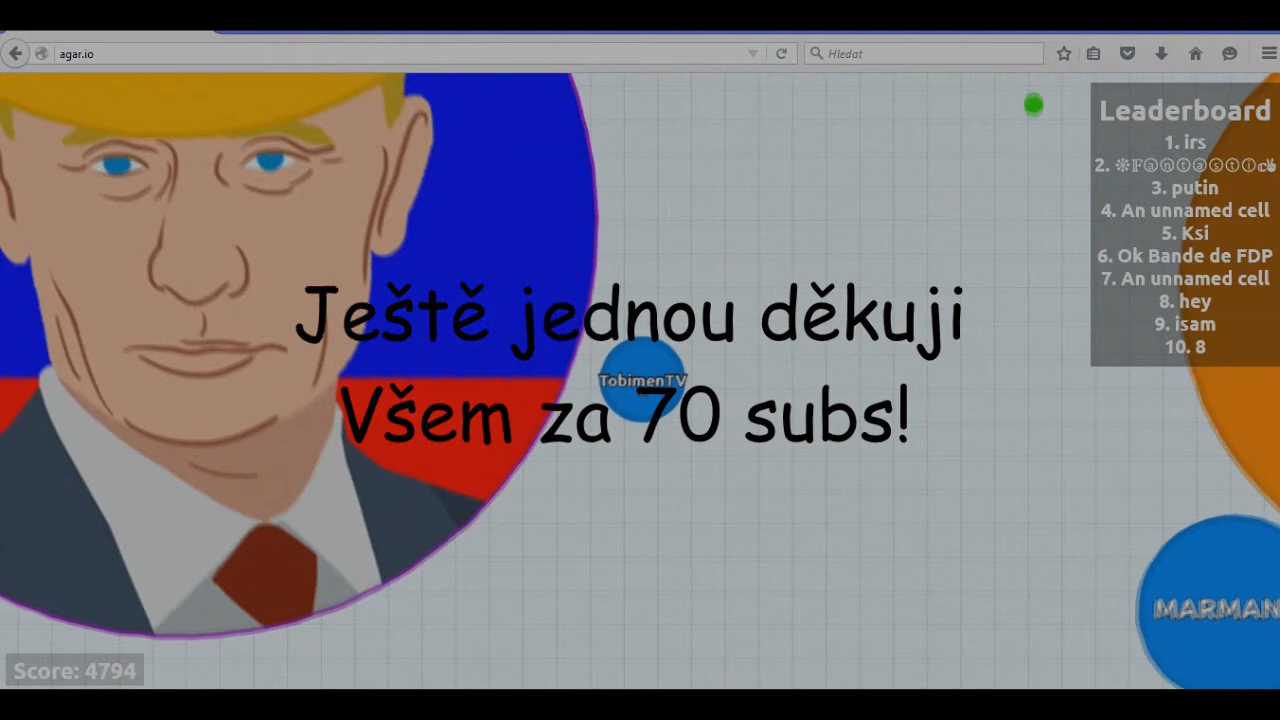 agar.io
Hledat
Leaderboard
1. irs
2. ❊𝔽ⓐⓝⓣⓐⓢⓣⓘ
3. putin
4. An unnamed cell
5. Ksi
6. Ok Bande de FDP
7. An unnamed cell
8. hey
9. isam
10. 8
Ještě jednou děkuji
TobimenTV
Všem za 70 subs!
MARMAN
Score: 4794